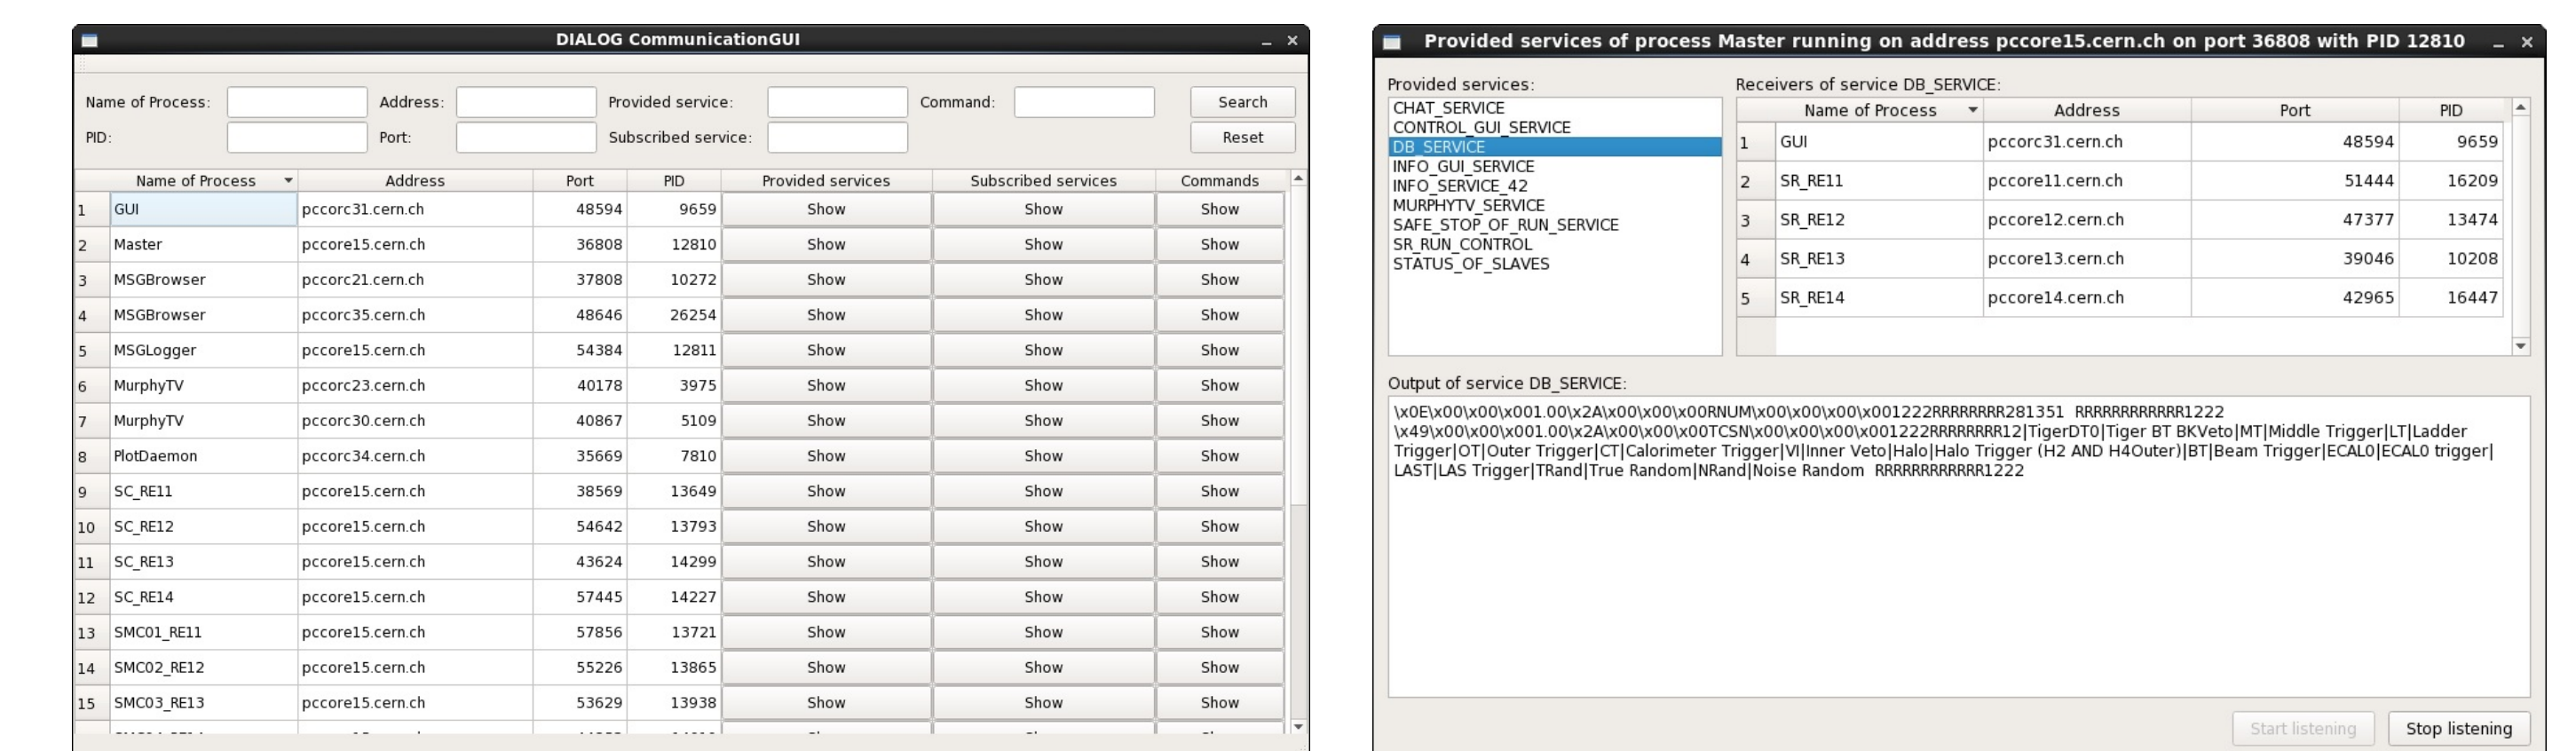 DIALOG CommunicationGUI
Name of Process: Address: Provided service: Command: Search
PID: Port: Subscribed service: Reset
Name of Process Address Port PID Provided services Subscribed services Commands
1 GUI pccorc31.cern.ch 48594 9659 Show Show Show
2 Master pccore15.cern.ch 36808 12810 Show Show Show
3 MSGBrowser pccorc21.cern.ch 37808 10272 Show Show Show
4 MSGBrowser pccorc35.cern.ch 48646 26254 Show Show Show
5 MSGLogger pccore15.cern.ch 54384 12811 Show Show Show
6 MurphyTV pccorc23.cern.ch 40178 3975 Show Show Show
7 MurphyTV pccorc30.cern.ch 40867 5109 Show Show Show
8 PlotDaemon pccorc34.cern.ch 35669 7810 Show Show Show
9 SC_RE11 pccore15.cern.ch 38569 13649 Show Show Show
10 SC_RE12 pccore15.cern.ch 54642 13793 Show Show Show
11 SC_RE13 pccore15.cern.ch 43624 14299 Show Show Show
12 SC_RE14 pccore15.cern.ch 57445 14227 Show Show Show
13 SMC01_RE11 pccore15.cern.ch 57856 13721 Show Show Show
14 SMC02_RE12 pccore15.cern.ch 55226 13865 Show Show Show
15 SMC03_RE13 pccore15.cern.ch 53629 13938 Show Show Show
Provided services of process Master running on address pccore15.cern.ch on port 36808 with PID 12810
Provided services:
CHAT_SERVICE
CONTROL_GUI_SERVICE
DB_SERVICE
INFO_GUI_SERVICE
INFO_SERVICE_42
MURPHYTV_SERVICE
SAFE_STOP_OF_RUN_SERVICE
SR_RUN_CONTROL
STATUS_OF_SLAVES
Receivers of service DB_SERVICE:
Name of Process Address Port PID
1 GUI pccorc31.cern.ch 48594 9659
2 SR_RE11 pccore11.cern.ch 51444 16209
3 SR_RE12 pccore12.cern.ch 47377 13474
4 SR_RE13 pccore13.cern.ch 39046 10208
5 SR_RE14 pccore14.cern.ch 42965 16447
Output of service DB_SERVICE:
\x0E\x00\x00\x001.00\x2A\x00\x00\x00RNUM\x00\x00\x00\x001222RRRRRRRR281351 RRRRRRRRRRRR1222
\x49\x00\x00\x001.00\x2A\x00\x00\x00TCSN\x00\x00\x00\x001222RRRRRRRR12|TigerDT0|Tiger BT BKVeto|MT|Middle Trigger|LT|Ladder
Trigger|OT|Outer Trigger|CT|Calorimeter Trigger|VI|Inner Veto|Halo|Halo Trigger (H2 AND H4Outer)|BT|Beam Trigger|ECAL0|ECAL0 trigger|
LAST|LAS Trigger|TRand|True Random|NRand|Noise Random RRRRRRRRRRRR1222
Start listening Stop listening